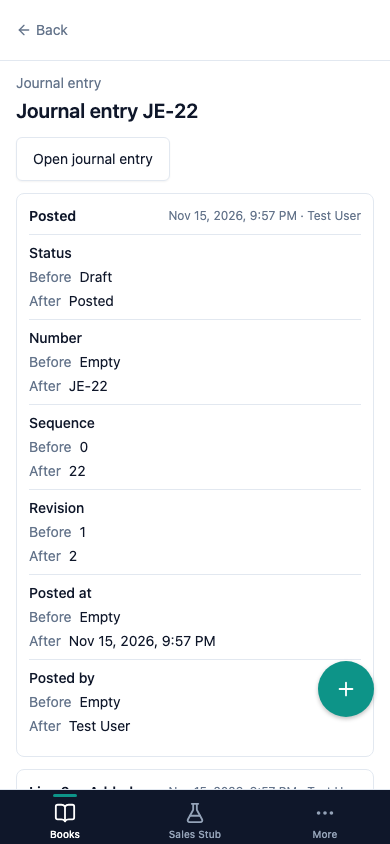 Back
Journal entry
Journal entry JE-22
Open journal entry
Posted Nov 15, 2026, 9:57 PM · Test User
Status
Before Draft
After Posted
Number
Before Empty
After JE-22
Sequence
Before 0
After 22
Revision
Before 1
After 2
Posted at
Before Empty
After Nov 15, 2026, 9:57 PM
Posted by
Before Empty
After Test User
Books Sales Stub More